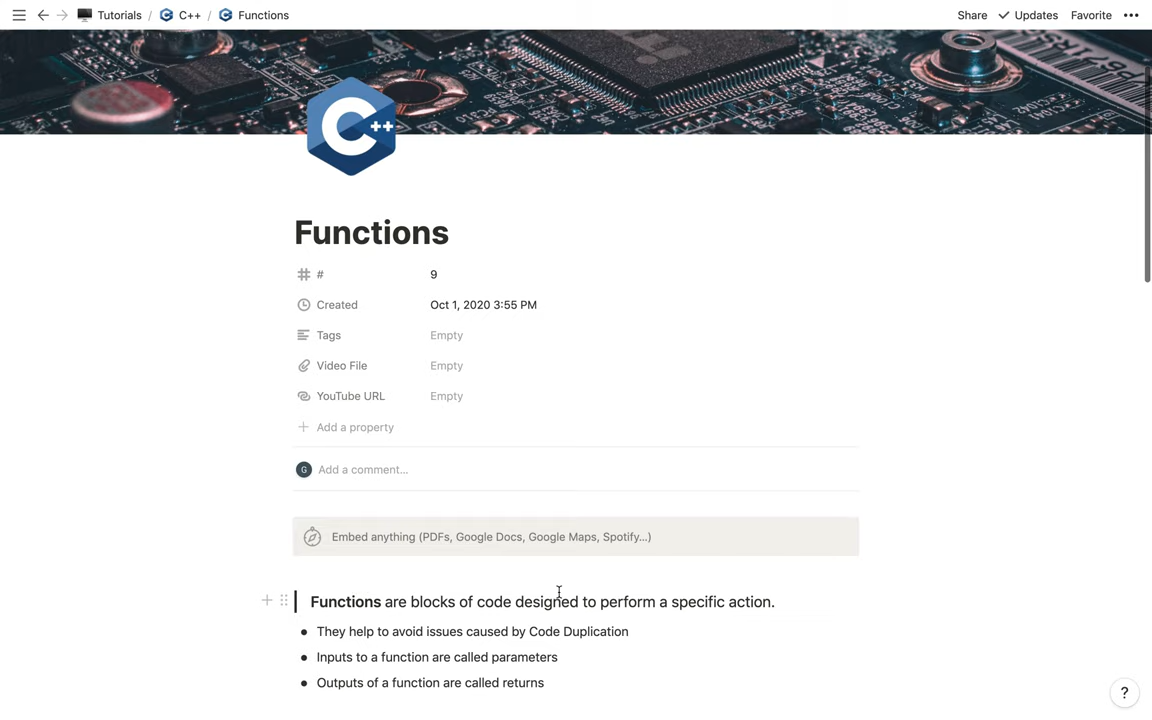 Tutorials / C++ / Functions
Share Updates Favorite
C ++
Functions
# 9
Created Oct 1, 2020 3:55 PM
Tags Empty
Video File Empty
YouTube URL Empty
Add a property
G Add a comment...
Embed anything (PDFs, Google Docs, Google Maps, Spotify...)
Functions are blocks of code designed to perform a specific action.
They help to avoid issues caused by Code Duplication
Inputs to a function are called parameters
Outputs of a function are called returns
?